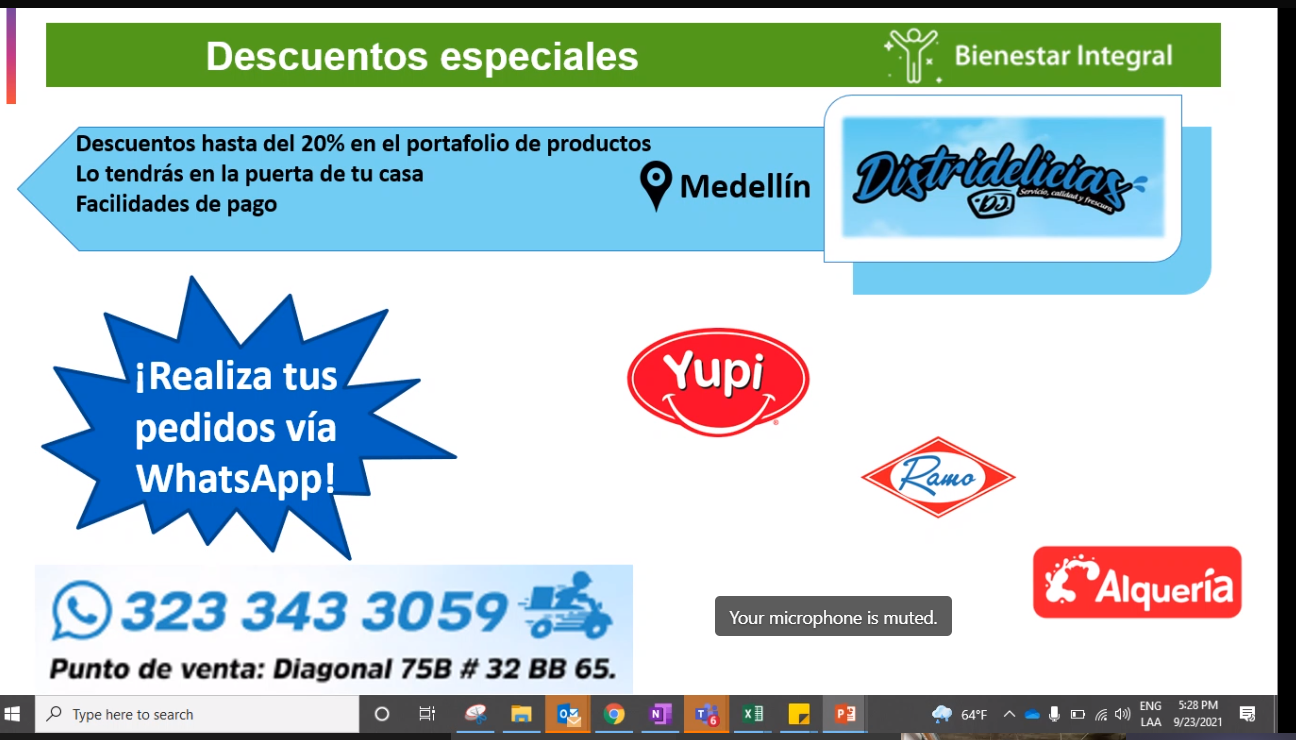 Descuentos especiales
Bienestar Integral
Descuentos hasta del 20% en el portafolio de productos
Lo tendrás en la puerta de tu casa
Facilidades de pago
Medellín
Distridelicias
Servicio, calidad y frescura
DJ.
¡Realiza tus
pedidos vía
WhatsApp!
Yupi
Ramo
Alquería
323 343 3059
Punto de venta: Diagonal 75B # 32 BB 65.
Your microphone is muted.
Type here to search
64°F
ENG
LAA
5:28 PM
9/23/2021